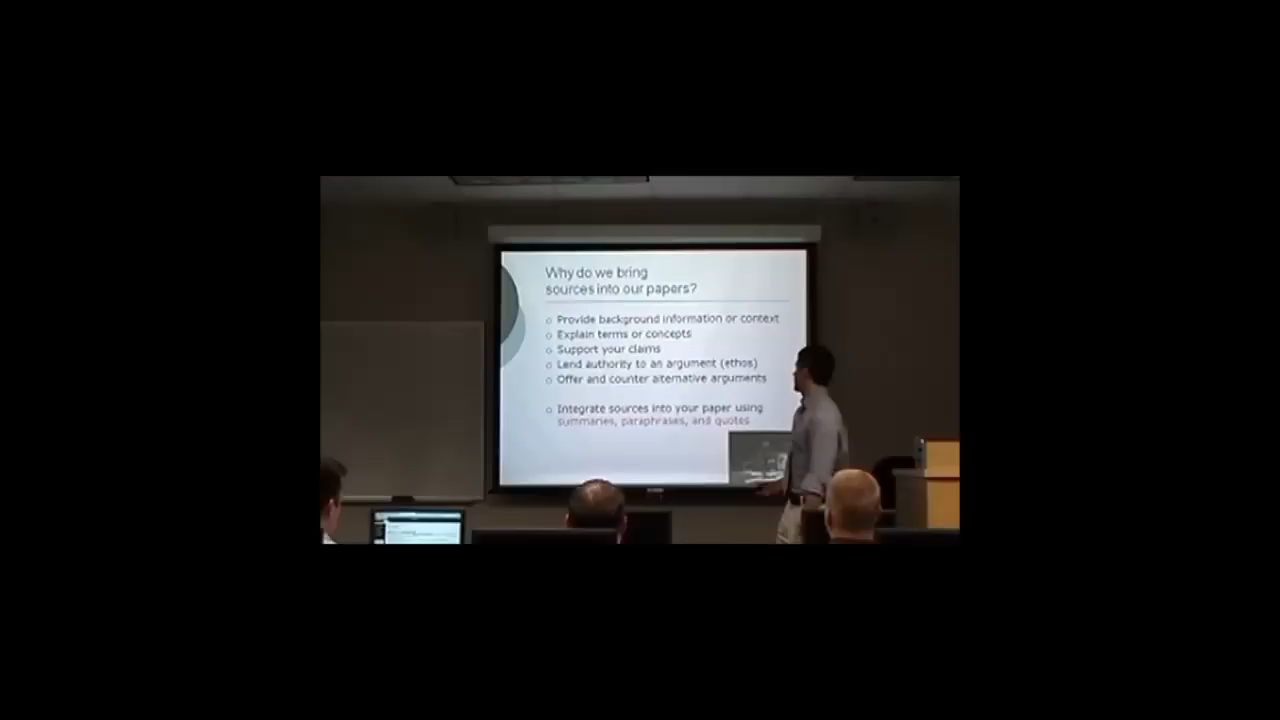 Why do we bring
sources into our papers?
Provide background information or context
Explain terms or concepts
Support your claims
Lend authority to an argument (ethos)
Offer and counter alternative arguments
Integrate sources into your paper using
summaries, paraphrases, and quotes